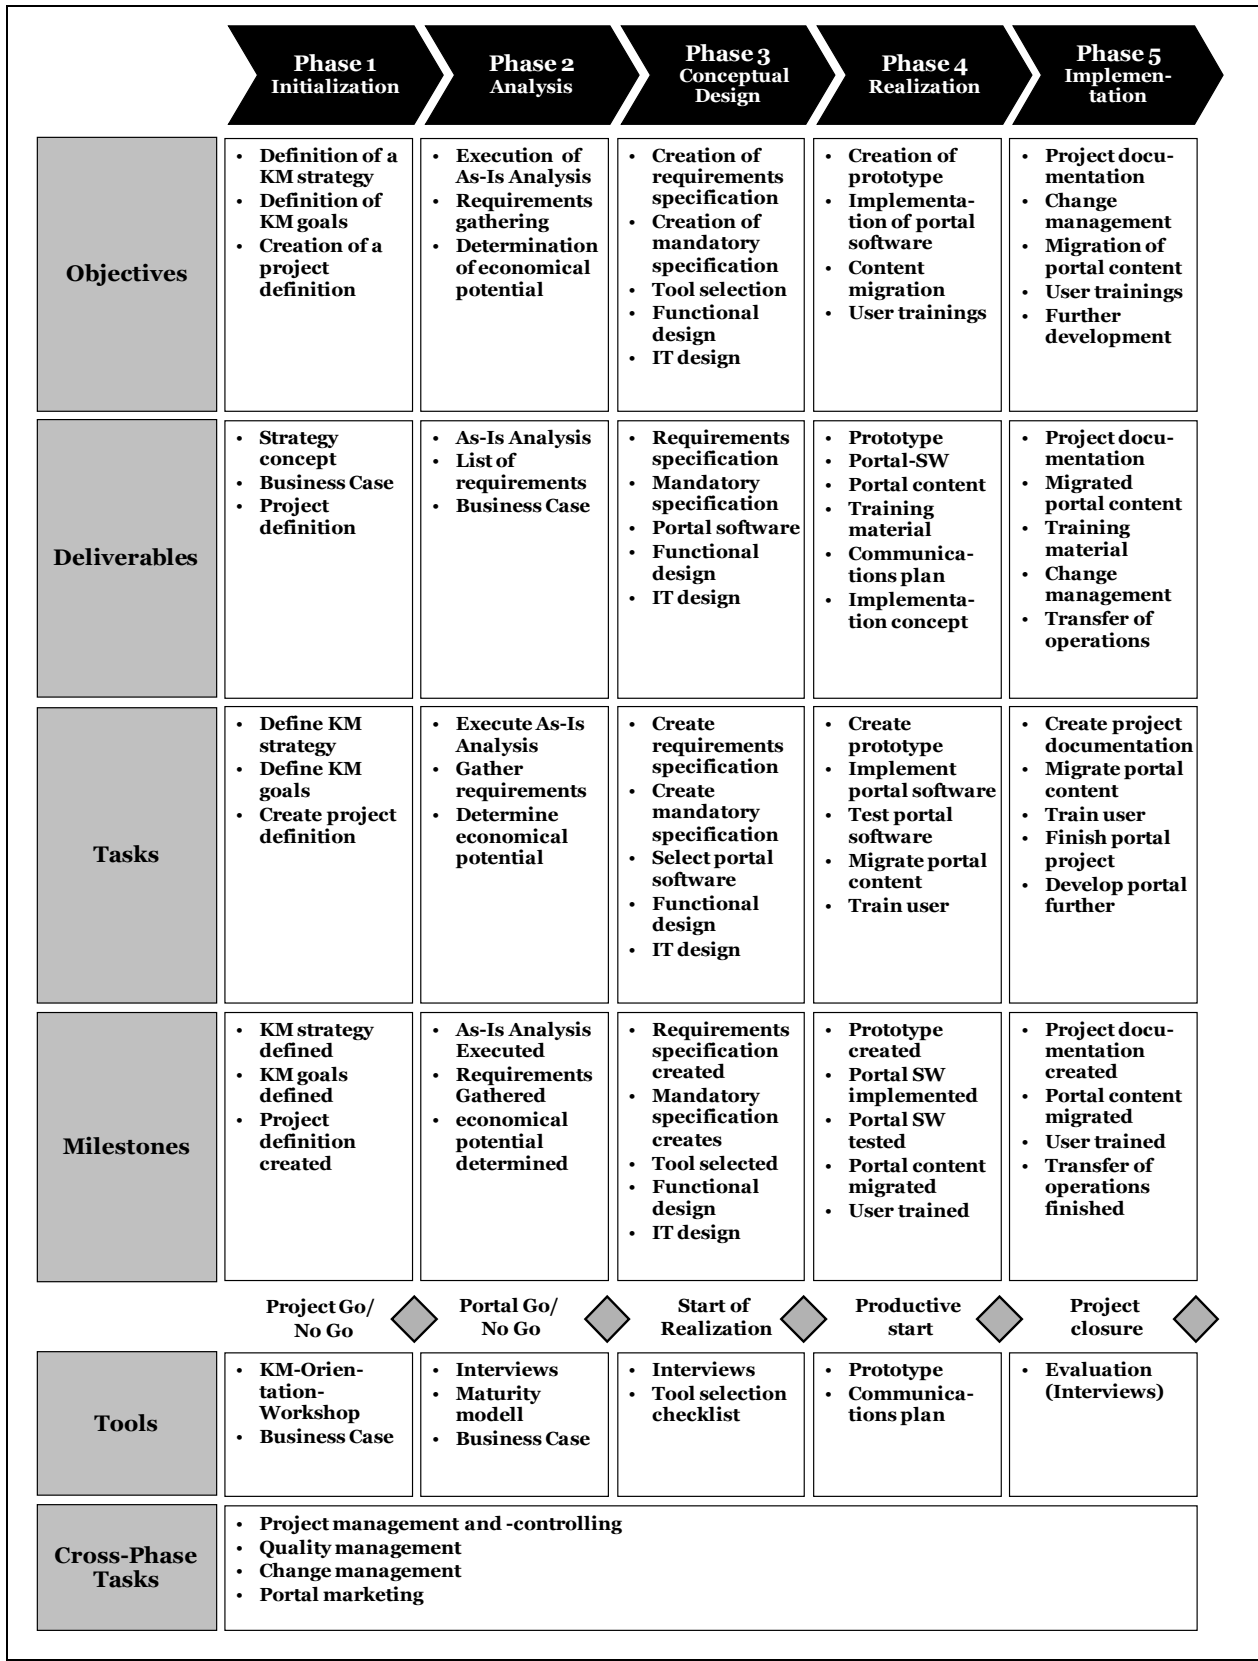 Phase 1
Initialization
Phase 2
Analysis
Phase 3
Conceptual
Design
Phase 4
Realization
Phase 5
Implemen-
tation
Objectives
• Definition of a
KM strategy
• Definition of
KM goals
• Creation of a
project
definition
• Execution of
As-Is Analysis
• Requirements
gathering
• Determination
of economical
potential
• Creation of
requirements
specification
• Creation of
mandatory
specification
• Tool selection
• Functional
design
• IT design
• Creation of
prototype
• Implementa-
tion of portal
software
• Content
migration
• User trainings
• Project docu-
mentation
• Change
management
• Migration of
portal content
• User trainings
• Further
development
Deliverables
• Strategy
concept
• Business Case
• Project
definition
• As-Is Analysis
• List of
requirements
• Business Case
• Requirements
specification
• Mandatory
specification
• Portal software
• Functional
design
• IT design
• Prototype
• Portal-SW
• Portal content
• Training
material
• Communica-
tions plan
• Implementa-
tion concept
• Project docu-
mentation
• Migrated
portal content
• Training
material
• Change
management
• Transfer of
operations
Tasks
• Define KM
strategy
• Define KM
goals
• Create project
definition
• Execute As-Is
Analysis
• Gather
requirements
• Determine
economical
potential
• Create
requirements
specification
• Create
mandatory
specification
• Select portal
software
• Functional
design
• IT design
• Create
prototype
• Implement
portal software
• Test portal
software
• Migrate portal
content
• Train user
• Create project
documentation
• Migrate portal
content
• Train user
• Finish portal
project
• Develop portal
further
Milestones
• KM strategy
defined
• KM goals
defined
• Project
definition
created
• As-Is Analysis
Executed
• Requirements
Gathered
• economical
potential
determined
• Requirements
specification
created
• Mandatory
specification
creates
• Tool selected
• Functional
design
• IT design
• Prototype
created
• Portal SW
implemented
• Portal SW
tested
• Portal content
migrated
• User trained
• Project docu-
mentation
created
• Portal content
migrated
• User trained
• Transfer of
operations
finished
Project Go/
No Go
Portal Go/
No Go
Start of
Realization
Productive
start
Project
closure
Tools
• KM-Orien-
tation-
Workshop
• Business Case
• Interviews
• Maturity
modell
• Business Case
• Interviews
• Tool selection
checklist
• Prototype
• Communica-
tions plan
• Evaluation
(Interviews)
Cross-Phase
Tasks
• Project management and -controlling
• Quality management
• Change management
• Portal marketing